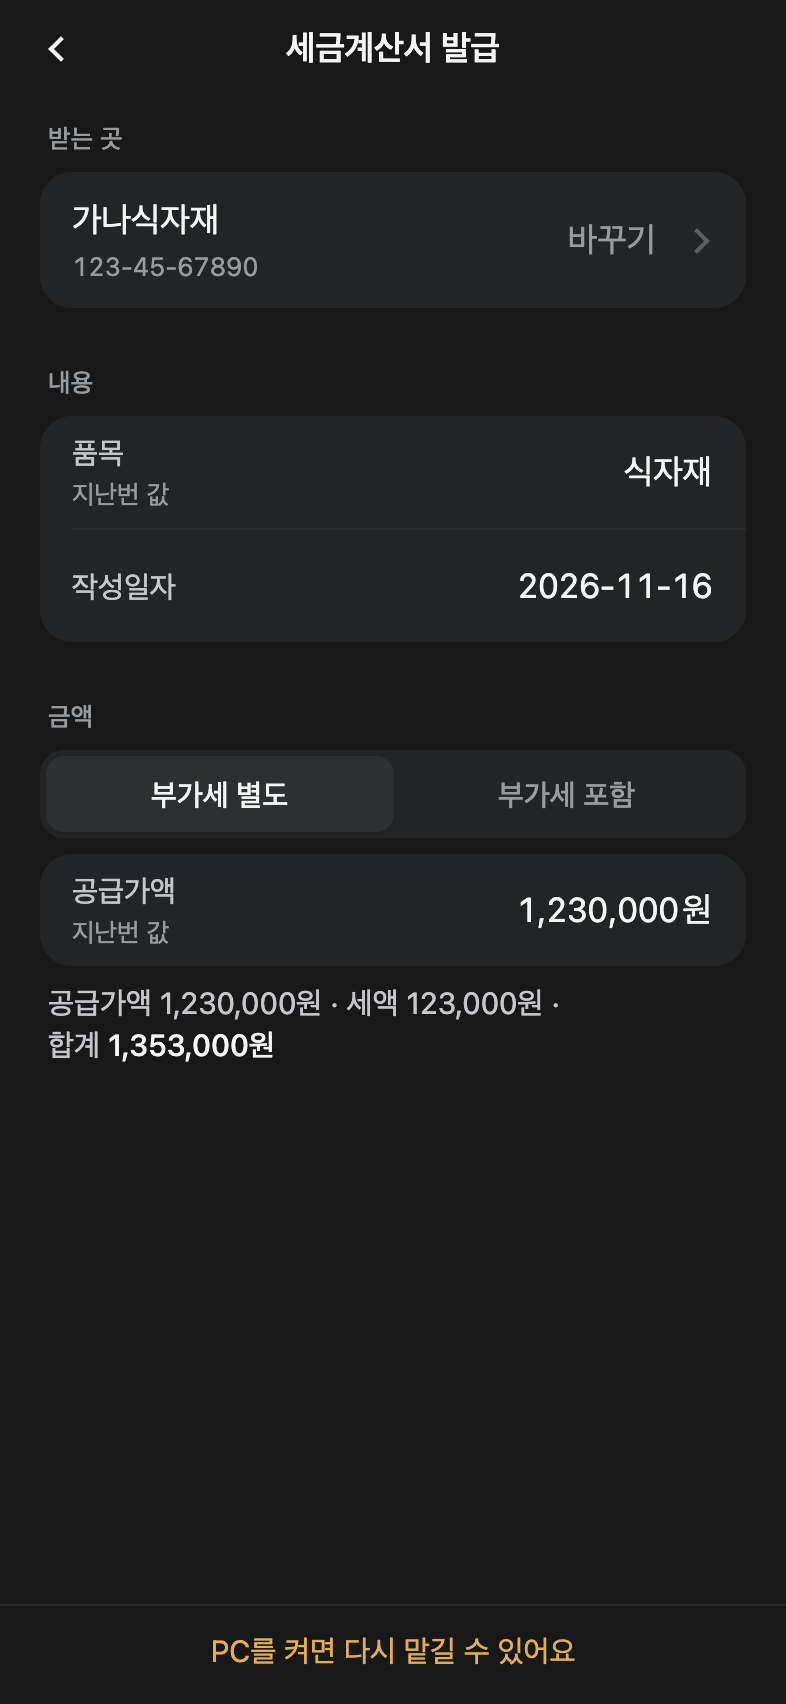 세금계산서 발급
받는 곳
가나식자재
123-45-67890
바꾸기
내용
품목
지난번 값
식자재
작성일자
2026-11-16
금액
부가세 별도
부가세 포함
공급가액
지난번 값
1,230,000원
공급가액 1,230,000원 · 세액 123,000원 ·
합계 1,353,000원
PC를 켜면 다시 맡길 수 있어요